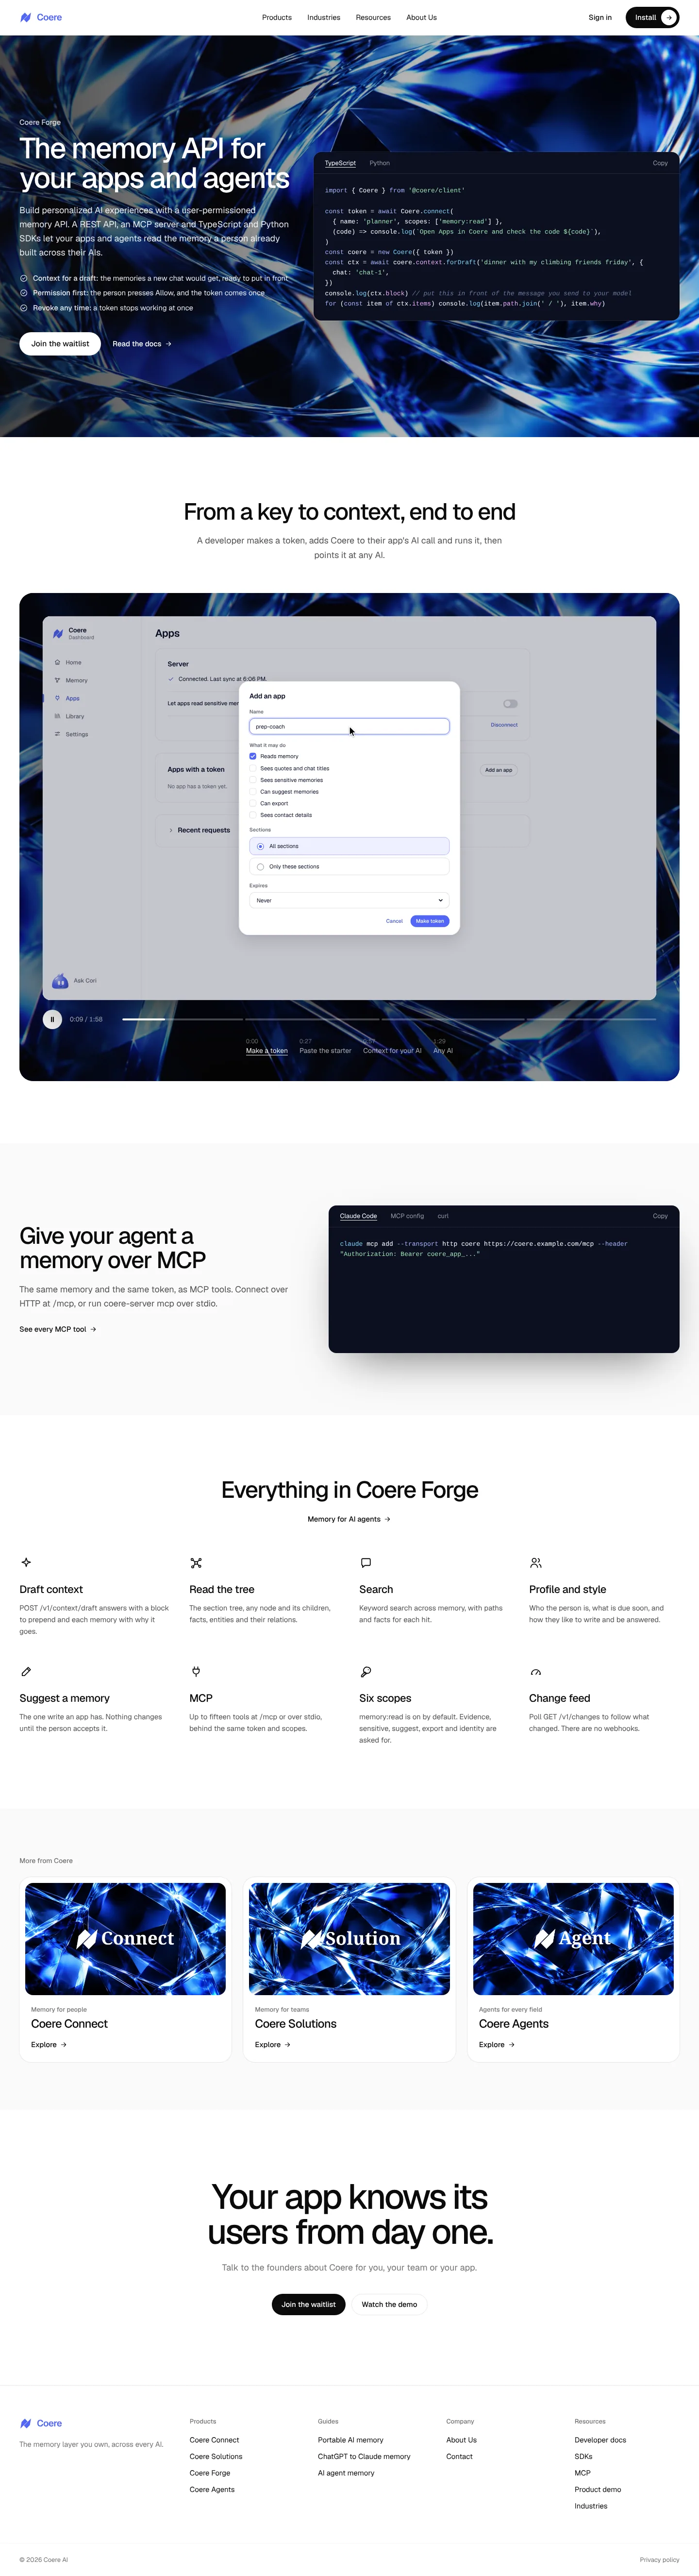 Coere
Products Industries Resources About Us
Sign in
Install
Coere Forge
The memory API for
your apps and agents
Build personalized AI experiences with a user-permissioned
memory API. A REST API, an MCP server and TypeScript and Python
SDKs let your apps and agents read the memory a person already
built across their AIs.
Context for a draft: the memories a new chat would get, ready to put in front
Permission first: the person presses Allow, and the token comes once
Revoke any time: a token stops working at once
Join the waitlist
Read the docs →
TypeScript Python Copy
import { Coere } from '@coere/client'
const token = await Coere.connect(
{ name: 'planner', scopes: ['memory:read'] },
(code) => console.log(`Open Apps in Coere and check the code ${code}`),
)
const coere = new Coere({ token })
const ctx = await coere.context.forDraft('dinner with my climbing friends friday', {
chat: 'chat-1',
})
console.log(ctx.block) // put this in front of the message you send to your model
for (const item of ctx.items) console.log(item.path.join(' / '), item.why)
From a key to context, end to end
A developer makes a token, adds Coere to their app's AI call and runs it, then
points it at any AI.
Coere
Dashboard
Home
Memory
Apps
Library
Settings
Ask Cori
Apps
Server
Connected. Last sync at 6:06 PM.
Let apps read sensitive mem
Disconnect
Apps with a token
Add an app
No app has a token yet.
Recent requests
Add an app
Name
prep-coach
What it may do
Reads memory
Sees quotes and chat titles
Sees sensitive memories
Can suggest memories
Can export
Sees contact details
Sections
All sections
Only these sections
Expires
Never
Cancel
Make token
0:09 / 1:58
0:00 0:27 0:57 1:29
Make a token Paste the starter Context for your AI Any AI
Give your agent a
memory over MCP
The same memory and the same token, as MCP tools. Connect over
HTTP at /mcp, or run coere-server mcp over stdio.
See every MCP tool →
Claude Code MCP config curl Copy
claude mcp add --transport http coere https://coere.example.com/mcp --header
"Authorization: Bearer coere_app_..."
Everything in Coere Forge
Memory for AI agents →
Draft context
POST /v1/context/draft answers with a block
to prepend and each memory with why it
goes.
Read the tree
The section tree, any node and its children,
facts, entities and their relations.
Search
Keyword search across memory, with paths
and facts for each hit.
Profile and style
Who the person is, what is due soon, and
how they like to write and be answered.
Suggest a memory
The one write an app has. Nothing changes
until the person accepts it.
MCP
Up to fifteen tools at /mcp or over stdio,
behind the same token and scopes.
Six scopes
memory:read is on by default. Evidence,
sensitive, suggest, export and identity are
asked for.
Change feed
Poll GET /v1/changes to follow what
changed. There are no webhooks.
More from Coere
Connect
Memory for people
Coere Connect
Explore →
Solution
Memory for teams
Coere Solutions
Explore →
Agent
Agents for every field
Coere Agents
Explore →
Your app knows its
users from day one.
Talk to the founders about Coere for you, your team or your app.
Join the waitlist
Watch the demo
Coere
The memory layer you own, across every AI.
Products
Coere Connect
Coere Solutions
Coere Forge
Coere Agents
Guides
Portable AI memory
ChatGPT to Claude memory
AI agent memory
Company
About Us
Contact
Resources
Developer docs
SDKs
MCP
Product demo
Industries
© 2026 Coere AI
Privacy policy